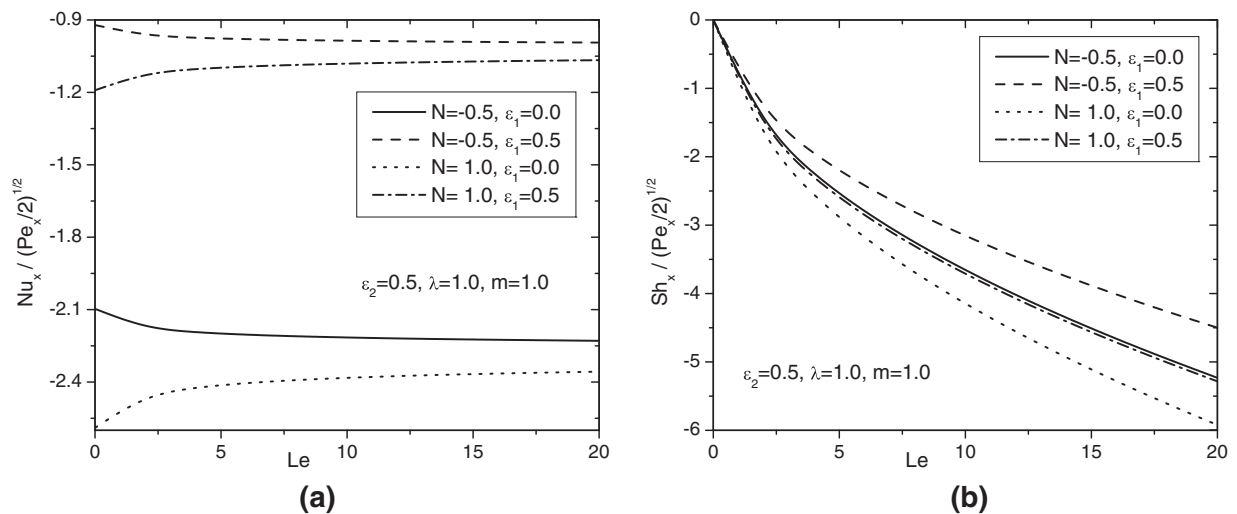 -0.9
-1.2
-1.5
-1.8
-2.1
-2.4
Nuₓ / (Peₓ/2)^1/2
N=-0.5, ε₁=0.0
N=-0.5, ε₁=0.5
N= 1.0, ε₁=0.0
N= 1.0, ε₁=0.5
ε₂=0.5, λ=1.0, m=1.0
0 5 10 15 20
Le
(a)
0
-1
-2
-3
-4
-5
-6
Shₓ / (Peₓ/2)^1/2
N=-0.5, ε₁=0.0
N=-0.5, ε₁=0.5
N= 1.0, ε₁=0.0
N= 1.0, ε₁=0.5
ε₂=0.5, λ=1.0, m=1.0
0 5 10 15 20
Le
(b)